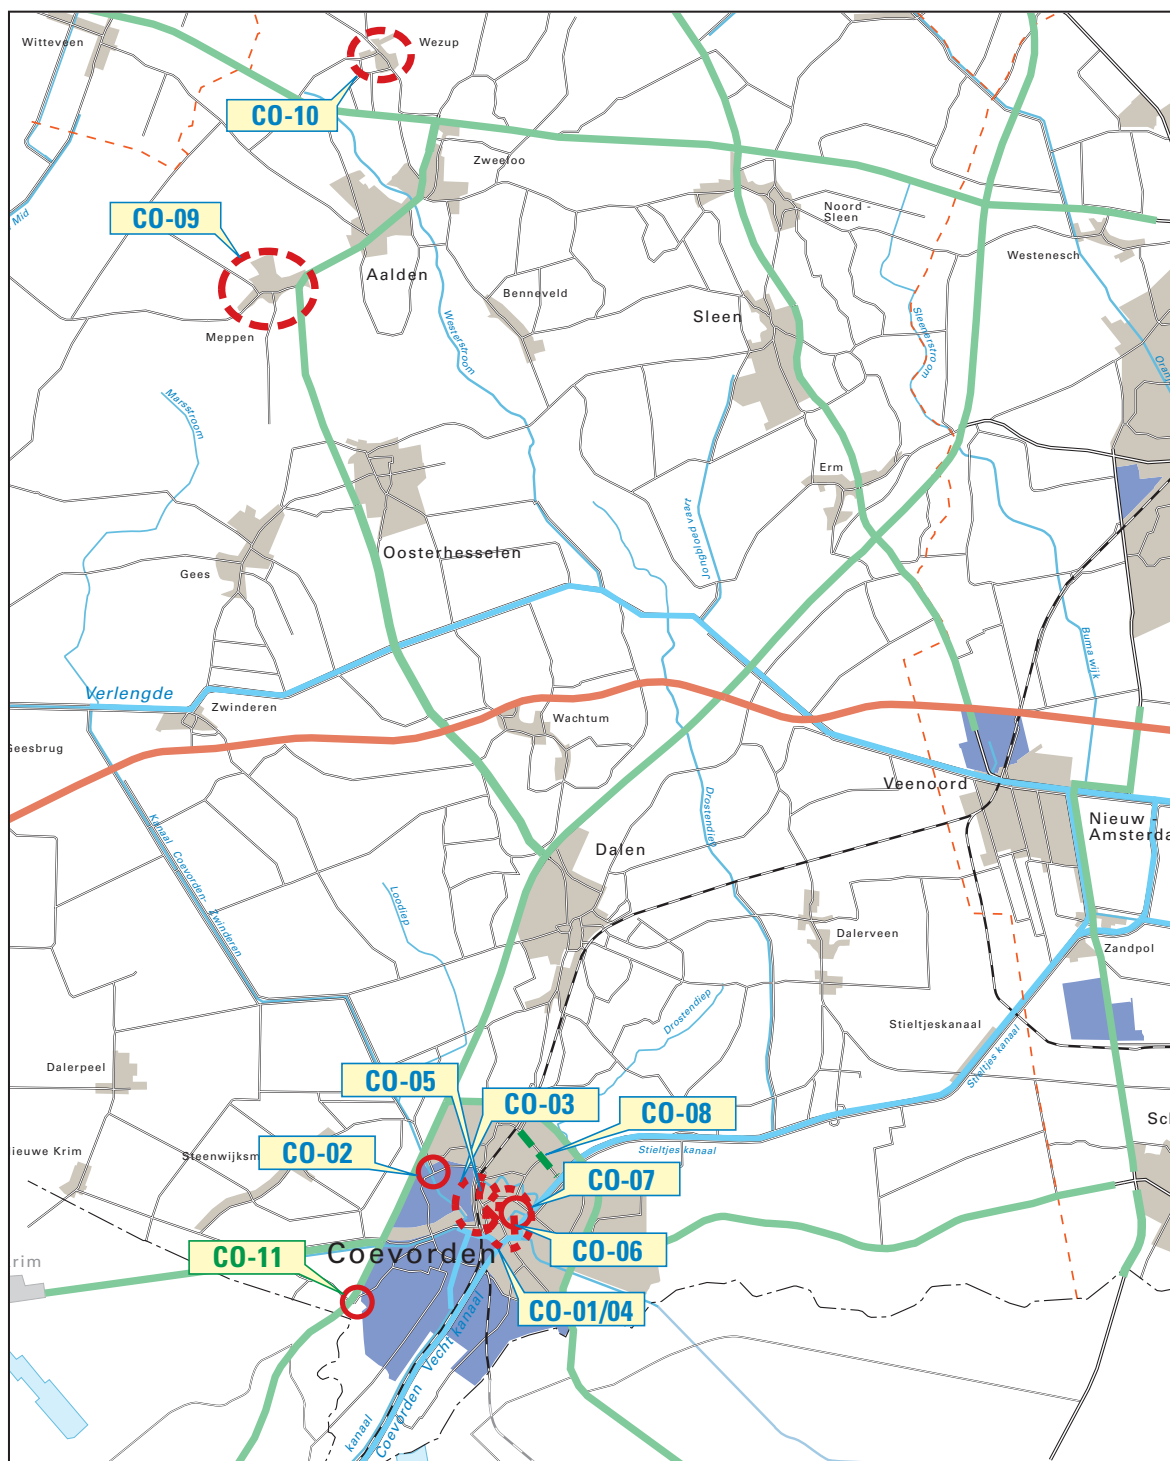 Witteveen
Wezup
CO-10
Zweeloo
Mid
CO-09
Noord -
Sleen
Westenesch
Aalden
Benneveld
Meppen
Westerstroom
Sleen
Sleenerstroom
Oran
Marsstroom
Erm
Jongbloed vaart
Oosterhesselen
Gees
Buma wijk
Verlengde
Zwinderen
Wachtum
Geesbrug
Veenoord
Nieuw -
Amsterda
Kanaal Coevorden- Zwinderen
Drostendiep
Dalen
Loodiep
Dalerveen
Zandpol
Drostendiep
Stieltjeskanaal
Stieltjes kanaal
Dalerpeel
CO-05
CO-03
CO-08
Sch
ieuwe Krim
Steenwijksm
CO-02
Stieltjes kanaal
CO-07
CO-11
Coevorden
CO-06
rim
CO-01/04
Coevorden Vecht kanaal
kanaal